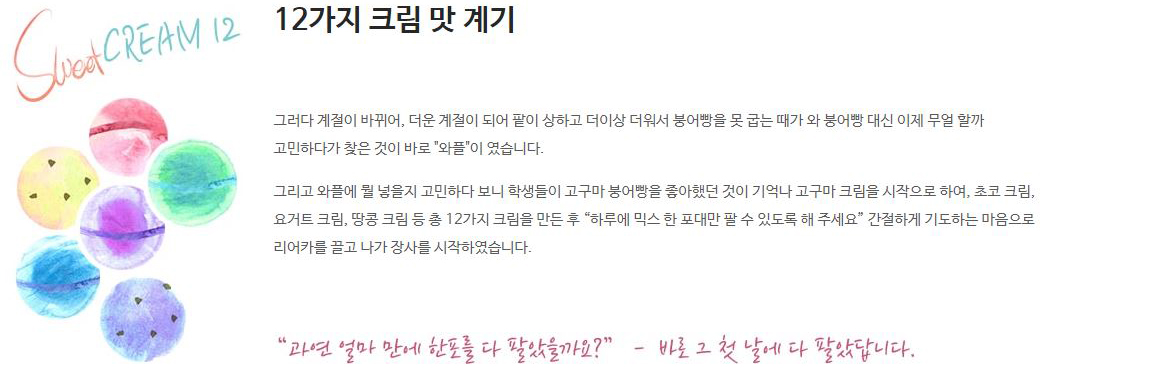 Sweet CREAM 12
12가지 크림 맛 계기
그러다 계절이 바뀌어, 더운 계절이 되어 팥이 상하고 더이상 더워서 붕어빵을 못 굽는 때가 와 붕어빵 대신 이제 무얼 할까
고민하다가 찾은 것이 바로 "와플"이 였습니다.
그리고 와플에 뭘 넣을지 고민하다 보니 학생들이 고구마 붕어빵을 좋아했던 것이 기억나 고구마 크림을 시작으로 하여, 초코 크림,
요거트 크림, 땅콩 크림 등 총 12가지 크림을 만든 후 “하루에 믹스 한 포대만 팔 수 있도록 해 주세요” 간절하게 기도하는 마음으로
리어카를 끌고 나가 장사를 시작하였습니다.
“과연 얼마 만에 한포를 다 팔았을까요?” - 바로 그 첫 날에 다 팔았답니다.